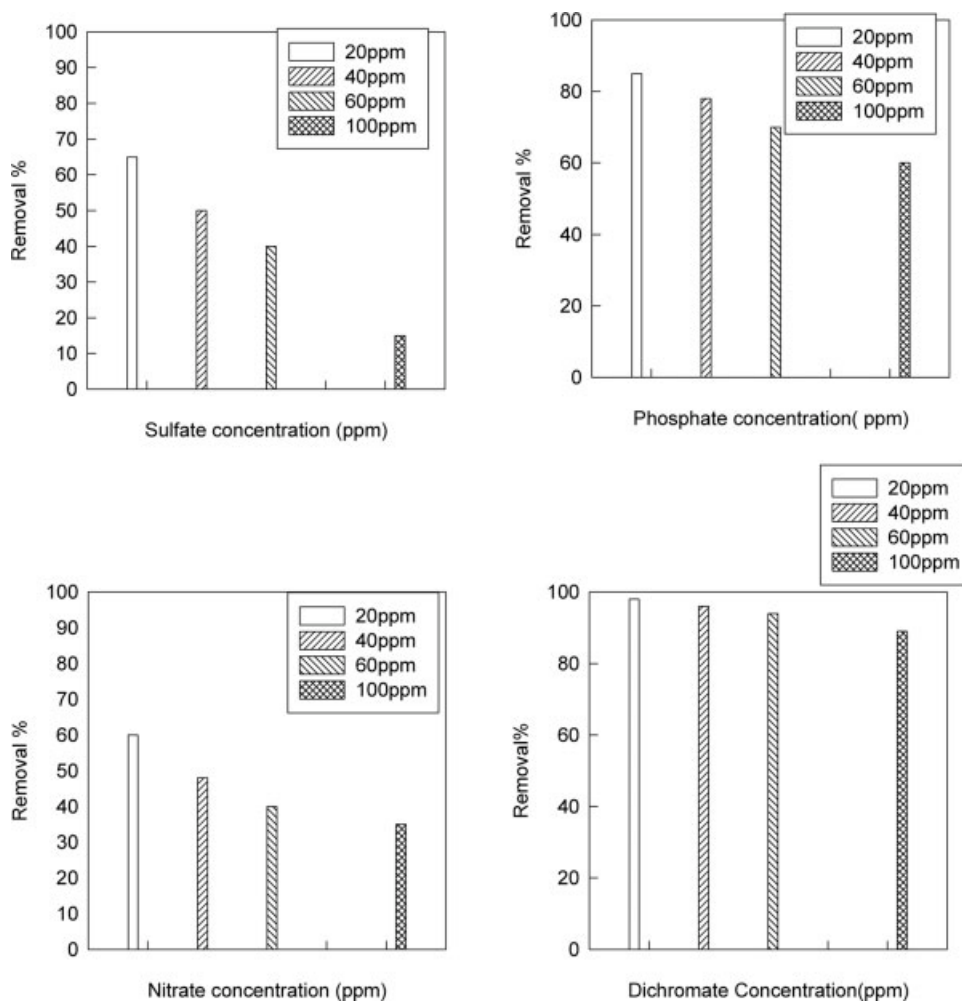 100
90
80
70
60
50
40
30
20
10
0
Removal %
20ppm
40ppm
60ppm
100ppm
Sulfate concentration (ppm)
100
80
60
40
20
0
Removal %
20ppm
40ppm
60ppm
100ppm
Phosphate concentration( ppm)
100
90
80
70
60
50
40
30
20
10
0
Removal %
20ppm
40ppm
60ppm
100ppm
Nitrate concentration (ppm)
20ppm
40ppm
60ppm
100ppm
100
80
60
40
20
0
Removal%
Dichromate Concentration(ppm)